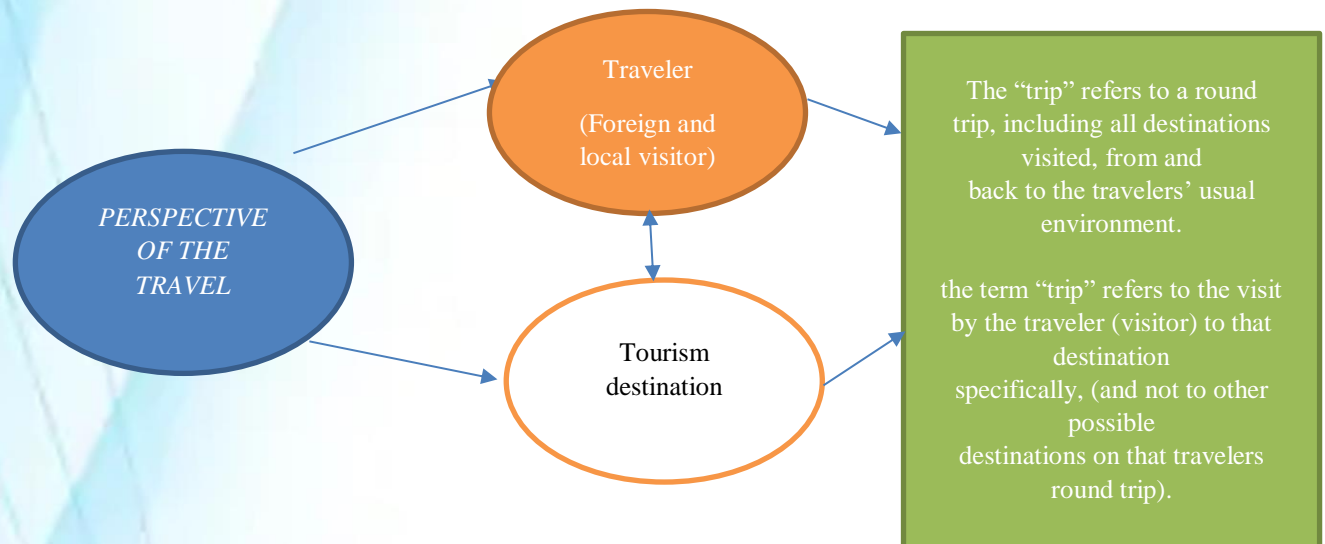 PERSPECTIVE
OF THE
TRAVEL
Traveler
(Foreign and
local visitor)
Tourism
destination
The “trip” refers to a round
trip, including all destinations
visited, from and
back to the travelers’ usual
environment.
the term “trip” refers to the visit
by the traveler (visitor) to that
destination
specifically, (and not to other
possible
destinations on that travelers
round trip).